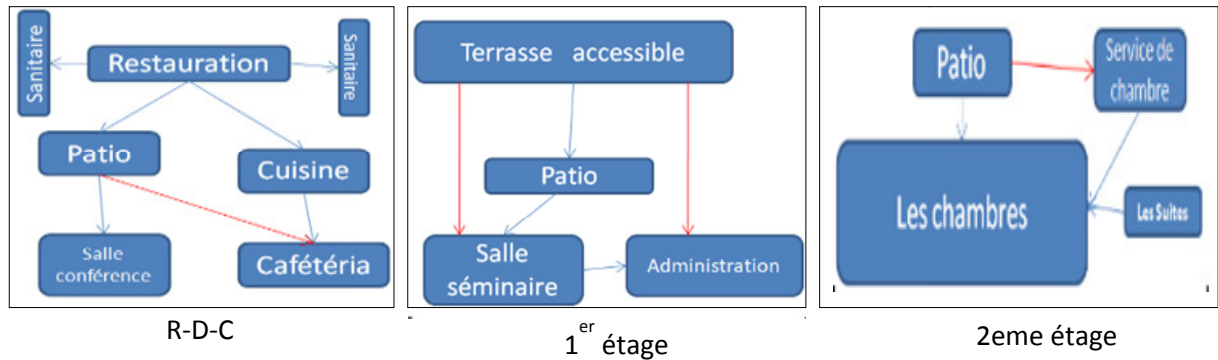 Sanitaire
Restauration
Sanitaire
Patio
Cuisine
Salle
conférence
Cafétéria
R-D-C
Terrasse accessible
Patio
Salle
séminaire
Administration
1er étage
Patio
Service de
chambre
Les chambres
Les Suites
2eme étage